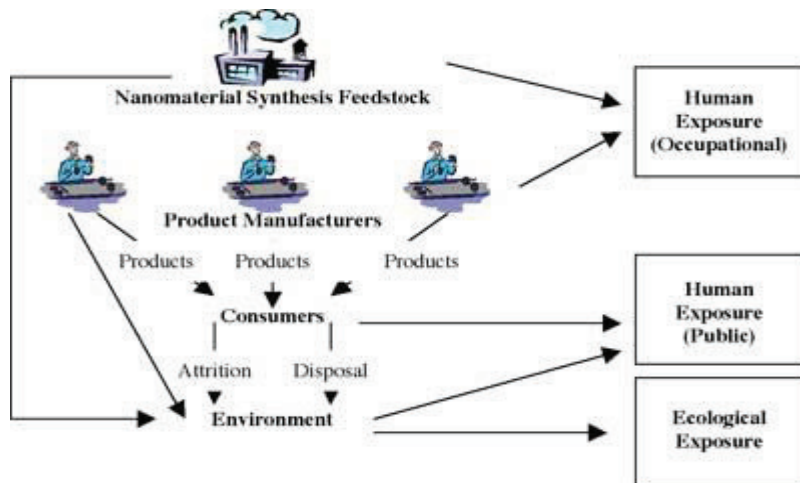 Nanomaterial Synthesis Feedstock
Human
Exposure
(Occupational)
Product Manufacturers
Products Products Products
Consumers
Human
Exposure
(Public)
Attrition Disposal
Environment
Ecological
Exposure